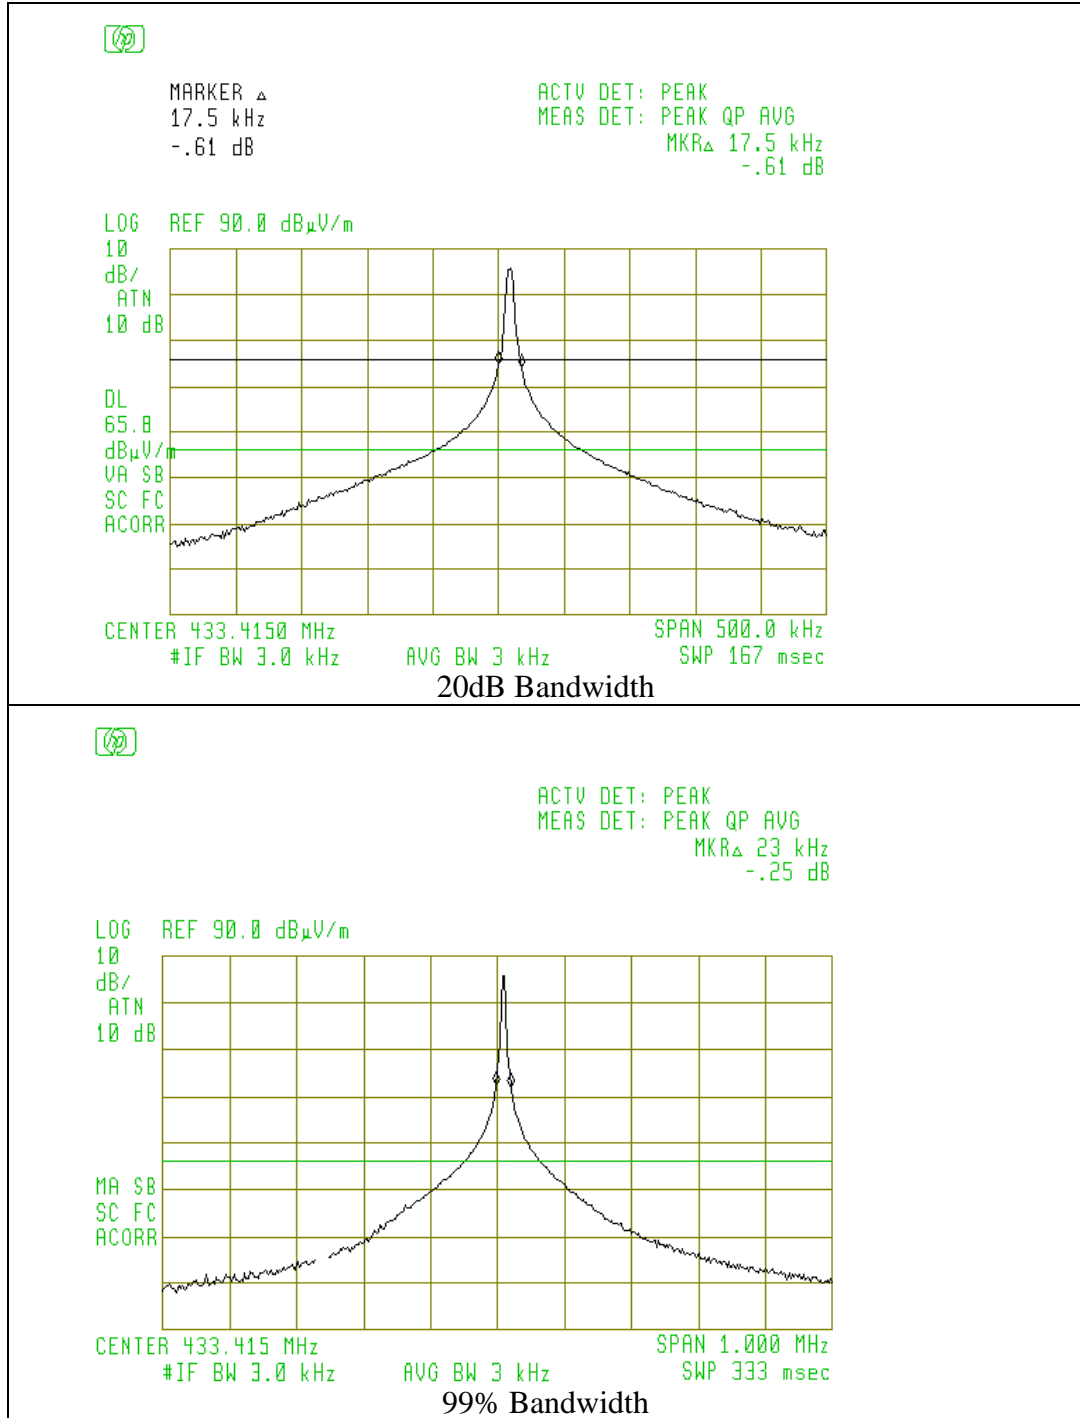 hp
MARKER Δ
17.5 kHz
-.61 dB
ACTV DET: PEAK
MEAS DET: PEAK QP AVG
MKRΔ 17.5 kHz
-.61 dB
LOG REF 90.0 dBµV/m
10
dB/
ATN
10 dB
DL
65.8
dBµV/m
VA SB
SC FC
ACORR
CENTER 433.4150 MHz SPAN 500.0 kHz
#IF BW 3.0 kHz AVG BW 3 kHz SWP 167 msec
20dB Bandwidth
hp
ACTV DET: PEAK
MEAS DET: PEAK QP AVG
MKRΔ 23 kHz
-.25 dB
LOG REF 90.0 dBµV/m
10
dB/
ATN
10 dB
MA SB
SC FC
ACORR
CENTER 433.415 MHz SPAN 1.000 MHz
#IF BW 3.0 kHz AVG BW 3 kHz SWP 333 msec
99% Bandwidth